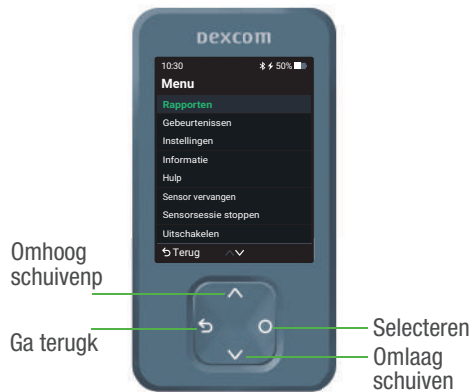 Dexcom
10:30 50%
Menu
Rapporten
Gebeurtenissen
Instellingen
Informatie
Hulp
Sensor vervangen
Sensorsessie stoppen
Uitschakelen
Terug
Omhoog
schuivenp
Ga terugk
Selecteren
Omlaag
schuiven